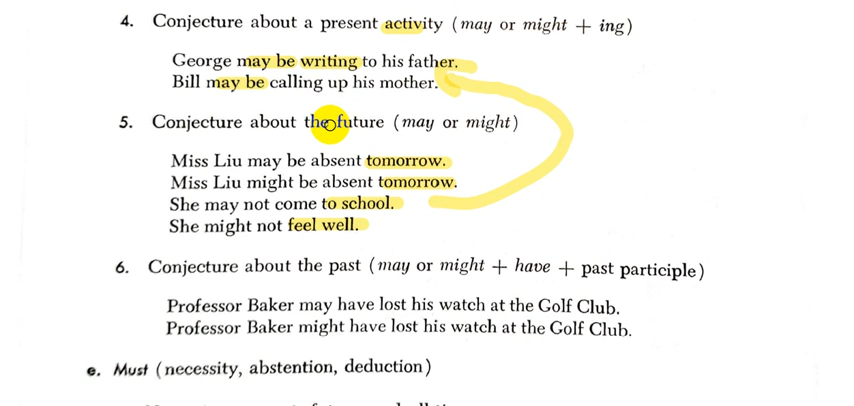 4. Conjecture about a present activity (may or might + ing)
George may be writing to his father.
Bill may be calling up his mother.
5. Conjecture about the future (may or might)
Miss Liu may be absent tomorrow.
Miss Liu might be absent tomorrow.
She may not come to school.
She might not feel well.
6. Conjecture about the past (may or might + have + past participle)
Professor Baker may have lost his watch at the Golf Club.
Professor Baker might have lost his watch at the Golf Club.
e. Must (necessity, abstention, deduction)